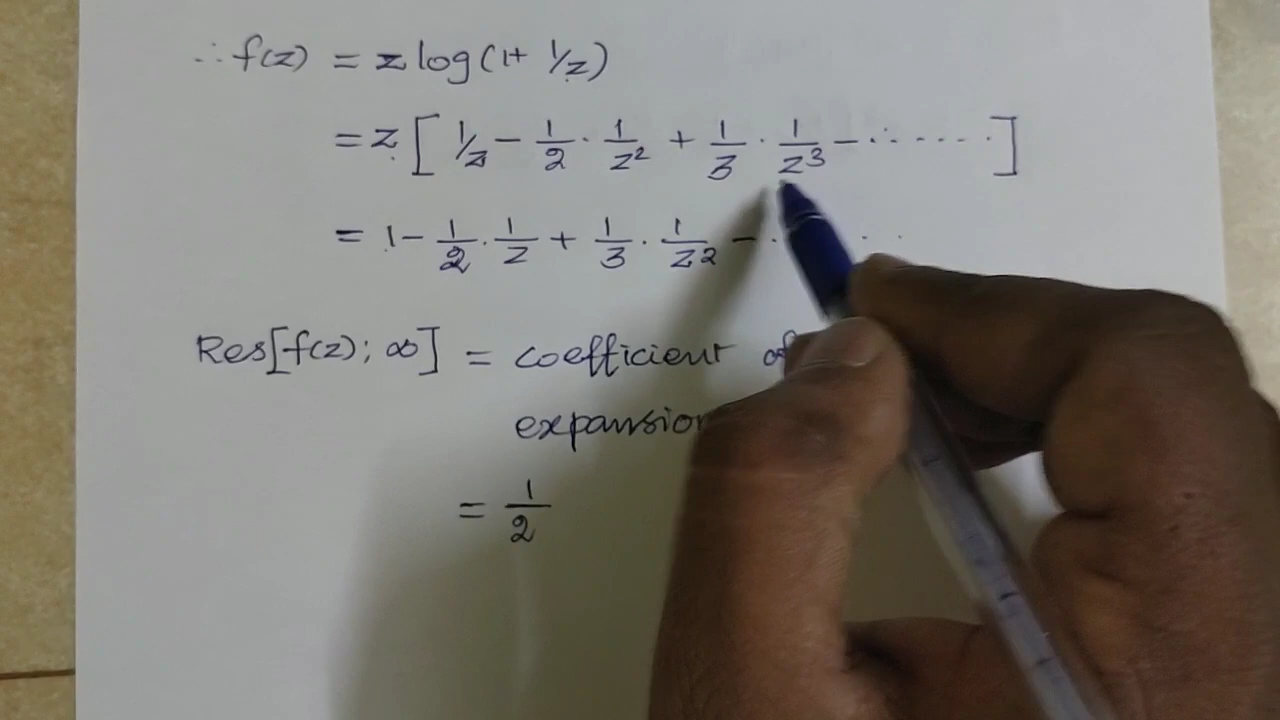 ∴ f(z) = z log(1+ 1/z)
= z [ 1/z - 1/2 · 1/z² + 1/3 · 1/z³ - ........ ]
= 1 - 1/2 · 1/z + 1/3 · 1/z² - · · ·
Res[f(z); ∞] = coefficient of
expansion
= 1/2